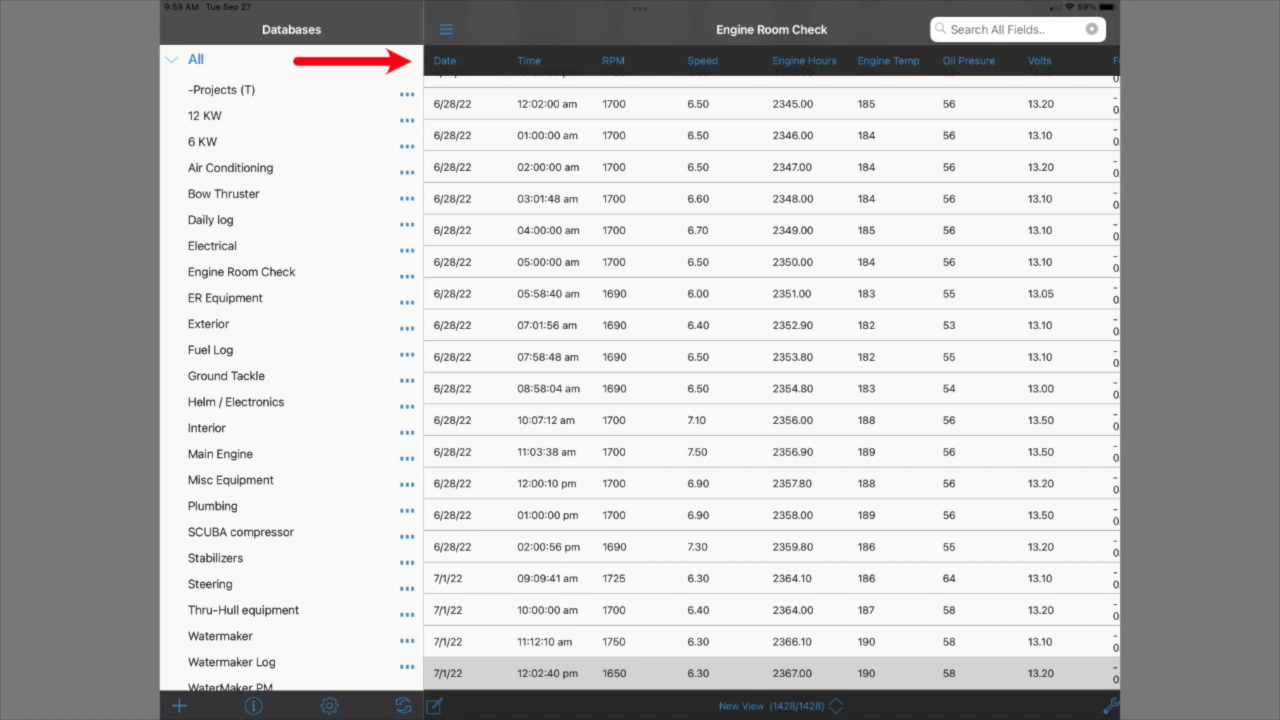 9:59 AM Tue Sep 27
99%
Databases
Engine Room Check
Search All Fields..
All
-Projects (T)
12 KW
6 KW
Air Conditioning
Bow Thruster
Daily log
Electrical
Engine Room Check
ER Equipment
Exterior
Fuel Log
Ground Tackle
Helm / Electronics
Interior
Main Engine
Misc Equipment
Plumbing
SCUBA compressor
Stabilizers
Steering
Thru-Hull equipment
Watermaker
Watermaker Log
WaterMaker PM
Date Time RPM Speed Engine Hours Engine Temp Oil Presure Volts
6/28/22 12:02:00 am 1700 6.50 2345.00 185 56 13.20
6/28/22 01:00:00 am 1700 6.50 2346.00 184 56 13.10
6/28/22 02:00:00 am 1700 6.50 2347.00 184 56 13.20
6/28/22 03:01:48 am 1700 6.60 2348.00 184 56 13.10
6/28/22 04:00:00 am 1700 6.70 2349.00 185 56 13.10
6/28/22 05:00:00 am 1700 6.50 2350.00 184 56 13.10
6/28/22 05:58:40 am 1690 6.00 2351.00 183 55 13.05
6/28/22 07:01:56 am 1690 6.40 2352.90 182 53 13.10
6/28/22 07:58:48 am 1690 6.50 2353.80 182 55 13.10
6/28/22 08:58:04 am 1690 6.50 2354.80 183 54 13.00
6/28/22 10:07:12 am 1700 7.10 2356.00 188 56 13.50
6/28/22 11:03:38 am 1700 7.50 2356.90 189 56 13.50
6/28/22 12:00:10 pm 1700 6.90 2357.80 188 56 13.20
6/28/22 01:00:00 pm 1700 6.90 2358.00 189 56 13.50
6/28/22 02:00:56 pm 1690 7.30 2359.80 186 55 13.20
7/1/22 09:09:41 am 1725 6.30 2364.10 186 64 13.10
7/1/22 10:00:00 am 1700 6.40 2364.00 187 58 13.20
7/1/22 11:12:10 am 1750 6.30 2366.10 190 58 13.10
7/1/22 12:02:40 pm 1650 6.30 2367.00 190 58 13.20
New View (1428/1428)